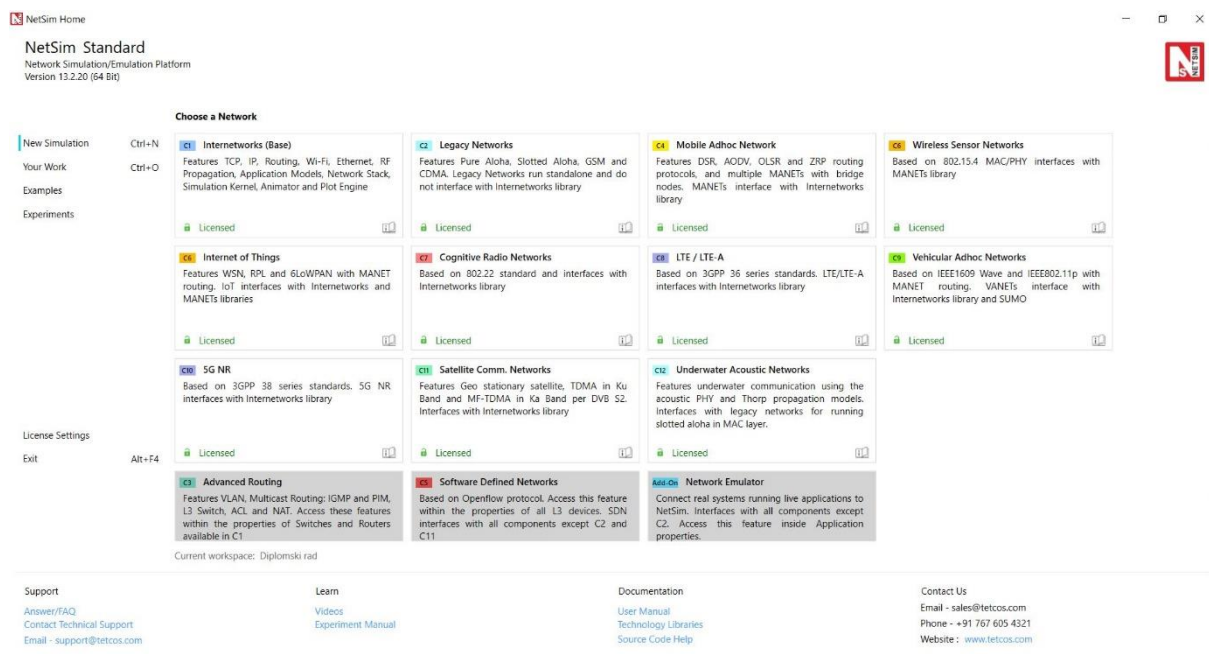 NetSim Home
NetSim Standard
Network Simulation/Emulation Platform
Version 13.2.20 (64 Bit)
NETSIM
Choose a Network
New Simulation Ctrl+N
Your Work Ctrl+O
Examples
Experiments
License Settings
Exit Alt+F4
C1 Internetworks (Base)
Features TCP, IP, Routing, Wi-Fi, Ethernet, RF
Propagation, Application Models, Network Stack,
Simulation Kernel, Animator and Plot Engine
Licensed
C2 Legacy Networks
Features Pure Aloha, Slotted Aloha, GSM and
CDMA. Legacy Networks run standalone and do
not interface with Internetworks library
Licensed
C4 Mobile Adhoc Network
Features DSR, AODV, OLSR and ZRP routing
protocols, and multiple MANETs with bridge
nodes. MANETs interface with Internetworks
library
Licensed
C6 Wireless Sensor Networks
Based on 802.15.4 MAC/PHY interfaces with
MANETs library
Licensed
C6 Internet of Things
Features WSN, RPL and 6LoWPAN with MANET
routing. IoT interfaces with Internetworks and
MANETs libraries
Licensed
C7 Cognitive Radio Networks
Based on 802.22 standard and interfaces with
Internetworks library
Licensed
C8 LTE / LTE-A
Based on 3GPP 36 series standards. LTE/LTE-A
interfaces with Internetworks library
Licensed
C9 Vehicular Adhoc Networks
Based on IEEE1609 Wave and IEEE802.11p with
MANET routing. VANETs interface with
Internetworks library and SUMO
Licensed
C10 5G NR
Based on 3GPP 38 series standards. 5G NR
interfaces with Internetworks library
Licensed
C11 Satellite Comm. Networks
Features Geo stationary satellite, TDMA in Ku
Band and MF-TDMA in Ka Band per DVB S2.
Interfaces with Internetworks library
Licensed
C12 Underwater Acoustic Networks
Features underwater communication using the
acoustic PHY and Thorp propagation models.
Interfaces with legacy networks for running
slotted aloha in MAC layer.
Licensed
C3 Advanced Routing
Features VLAN, Multicast Routing: IGMP and PIM,
L3 Switch, ACL and NAT. Access these features
within the properties of Switches and Routers
available in C1
C5 Software Defined Networks
Based on Openflow protocol. Access this feature
within the properties of all L3 devices. SDN
interfaces with all components except C2 and
C11
Add-On Network Emulator
Connect real systems running live applications to
NetSim. Interfaces with all components except
C2. Access this feature inside Application
properties.
Current workspace: Diplomski rad
Support
Answer/FAQ
Contact Technical Support
Email - support@tetcos.com
Learn
Videos
Experiment Manual
Documentation
User Manual
Technology Libraries
Source Code Help
Contact Us
Email - sales@tetcos.com
Phone - +91 767 605 4321
Website : www.tetcos.com